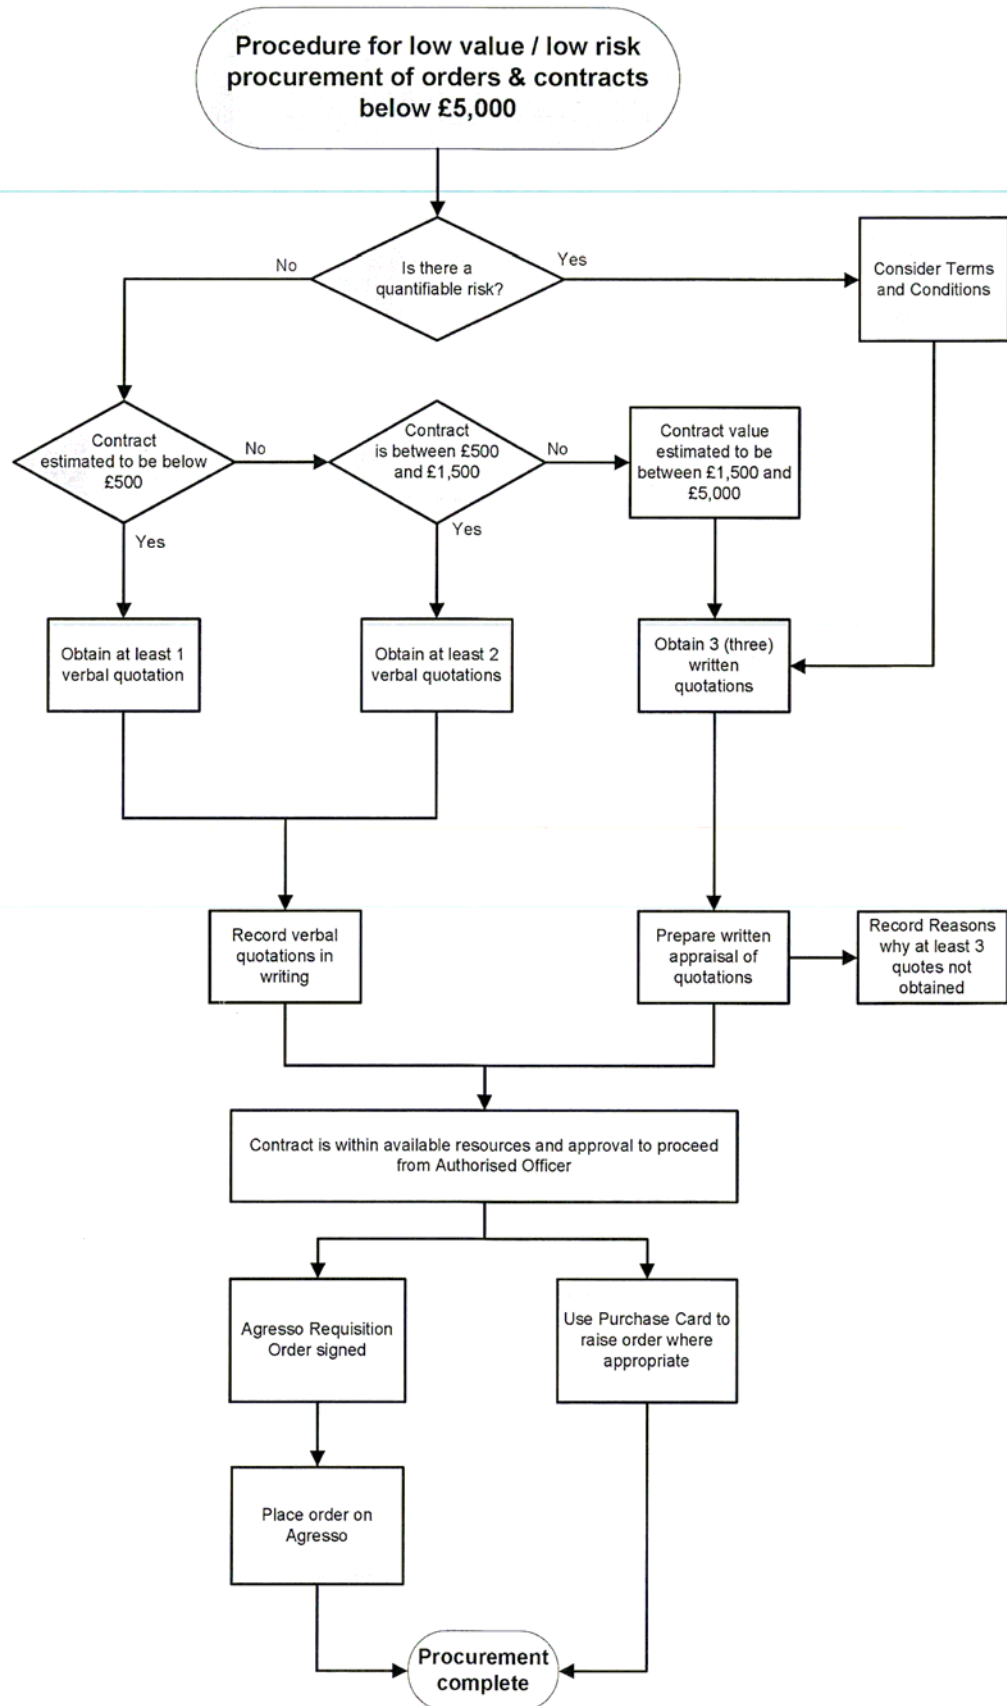 Procedure for low value / low risk
procurement of orders & contracts
below £5,000
Is there a
quantifiable risk?
No
Yes
Consider Terms
and Conditions
Contract
estimated to be below
£500
No
Contract
is between £500
and £1,500
No
Contract value
estimated to be
between £1,500 and
£5,000
Yes
Yes
Obtain at least 1
verbal quotation
Obtain at least 2
verbal quotations
Obtain 3 (three)
written
quotations
Record verbal
quotations in
writing
Prepare written
appraisal of
quotations
Record Reasons
why at least 3
quotes not
obtained
Contract is within available resources and approval to proceed
from Authorised Officer
Agresso Requisition
Order signed
Use Purchase Card to
raise order where
appropriate
Place order on
Agresso
Procurement
complete